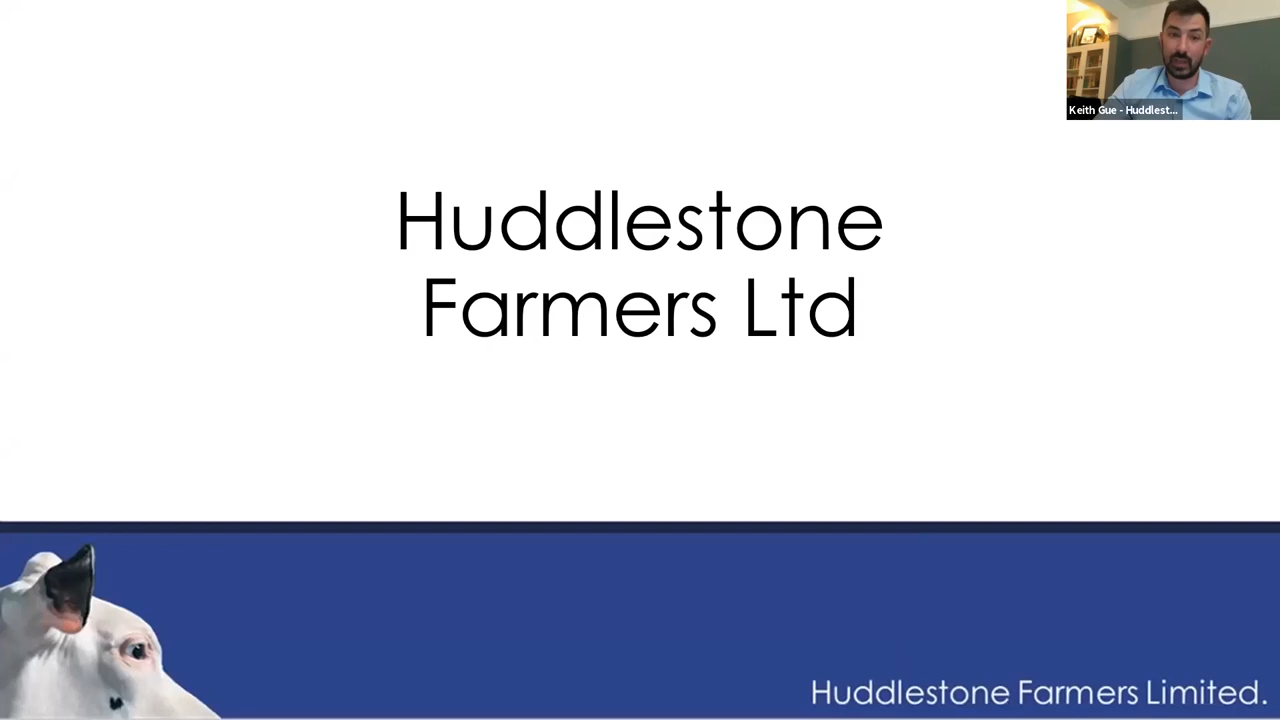 Keith Gue - Huddlest...
Huddlestone
Farmers Ltd
Huddlestone Farmers Limited.